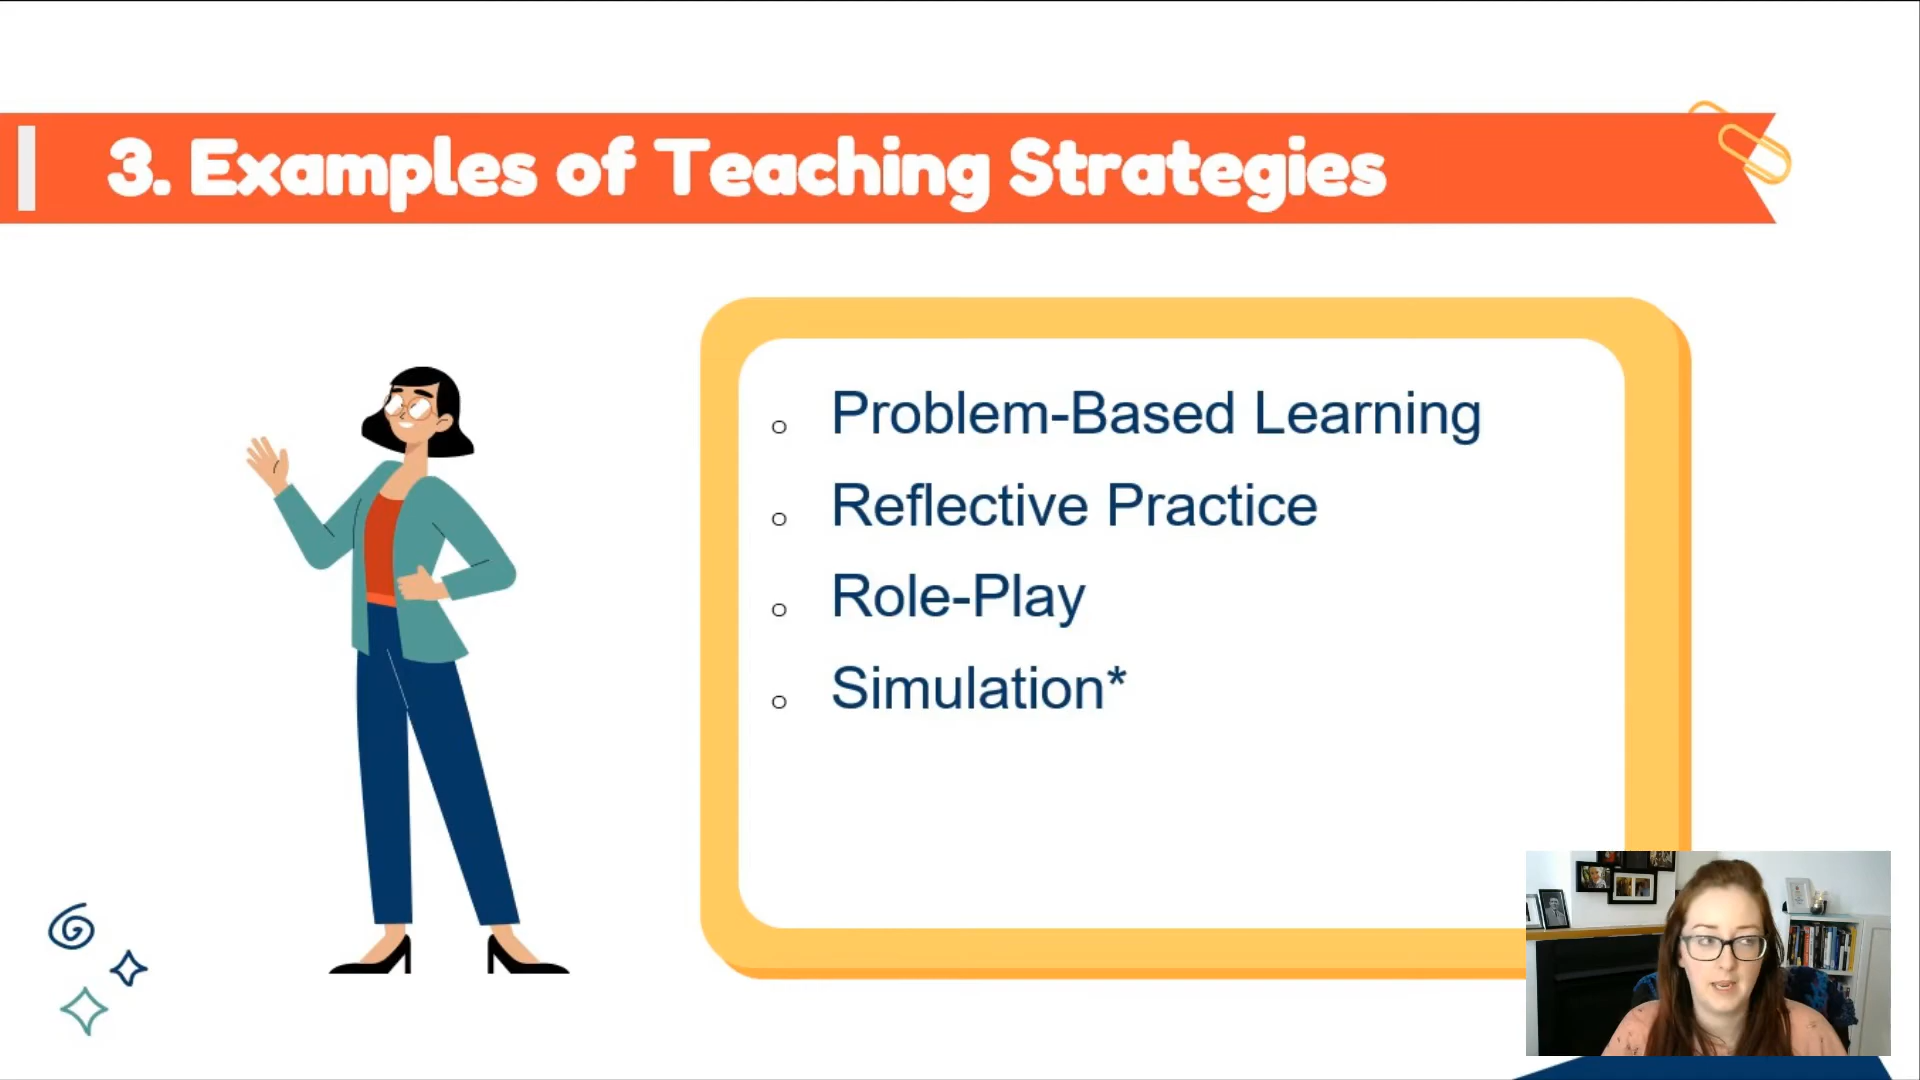 3. Examples of Teaching Strategies
Problem-Based Learning
Reflective Practice
Role-Play
Simulation*